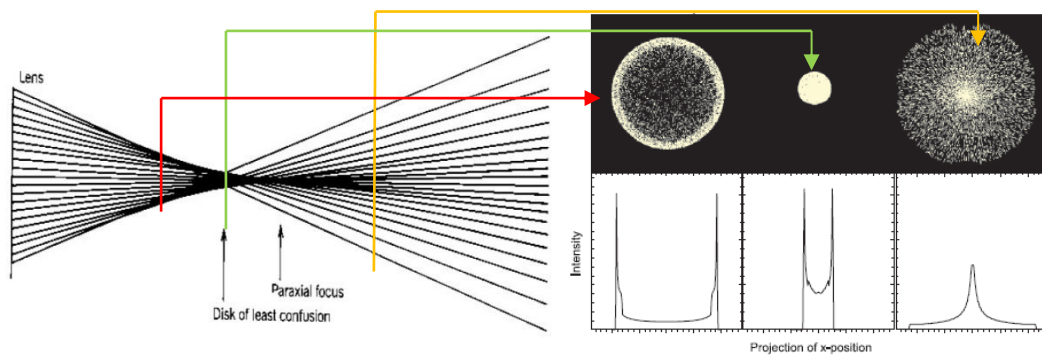 Lens
Paraxial focus
Disk of least confusion
Intensity
Projection of x-position